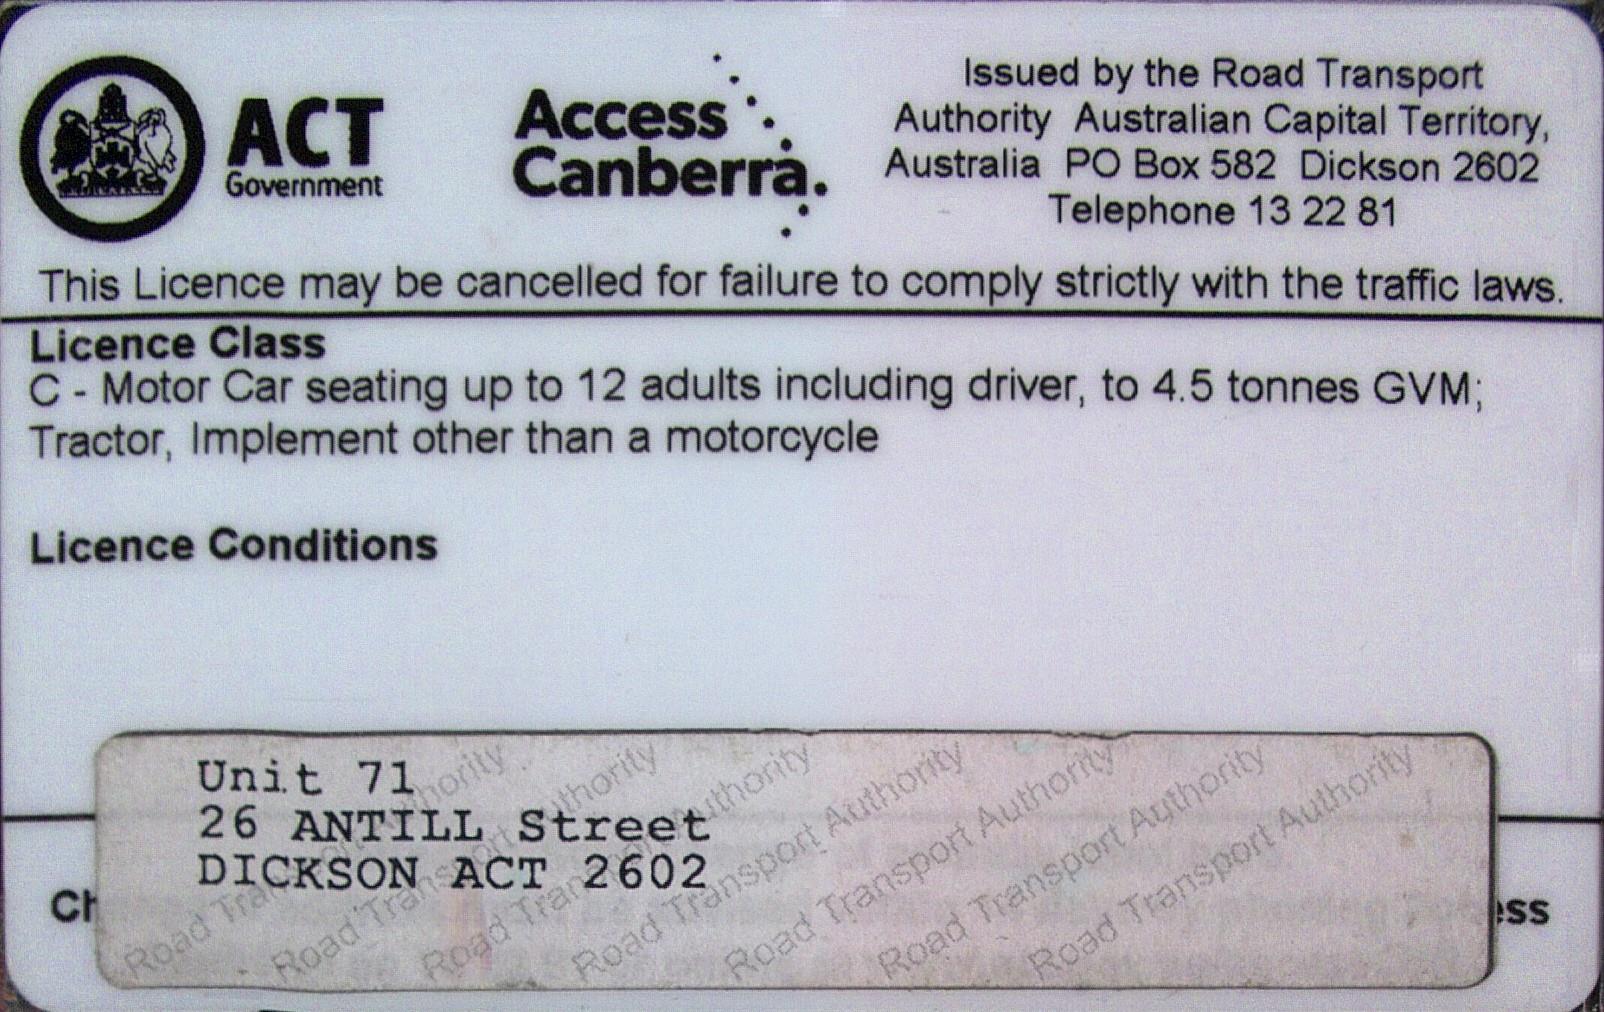 ACT
Government
Access
Canberra.
Issued by the Road Transport
Authority Australian Capital Territory,
Australia PO Box 582 Dickson 2602
Telephone 13 22 81
This Licence may be cancelled for failure to comply strictly with the traffic laws.
Licence Class
C - Motor Car seating up to 12 adults including driver, to 4.5 tonnes GVM;
Tractor, Implement other than a motorcycle
Licence Conditions
Unit 71
26 ANTILL Street
DICKSON ACT 2602
Road Transport Authority Road Transport Authority Road Transport Authority Road Transport Authority Road Transport Authority Road Transport Authority Road Transport Authority